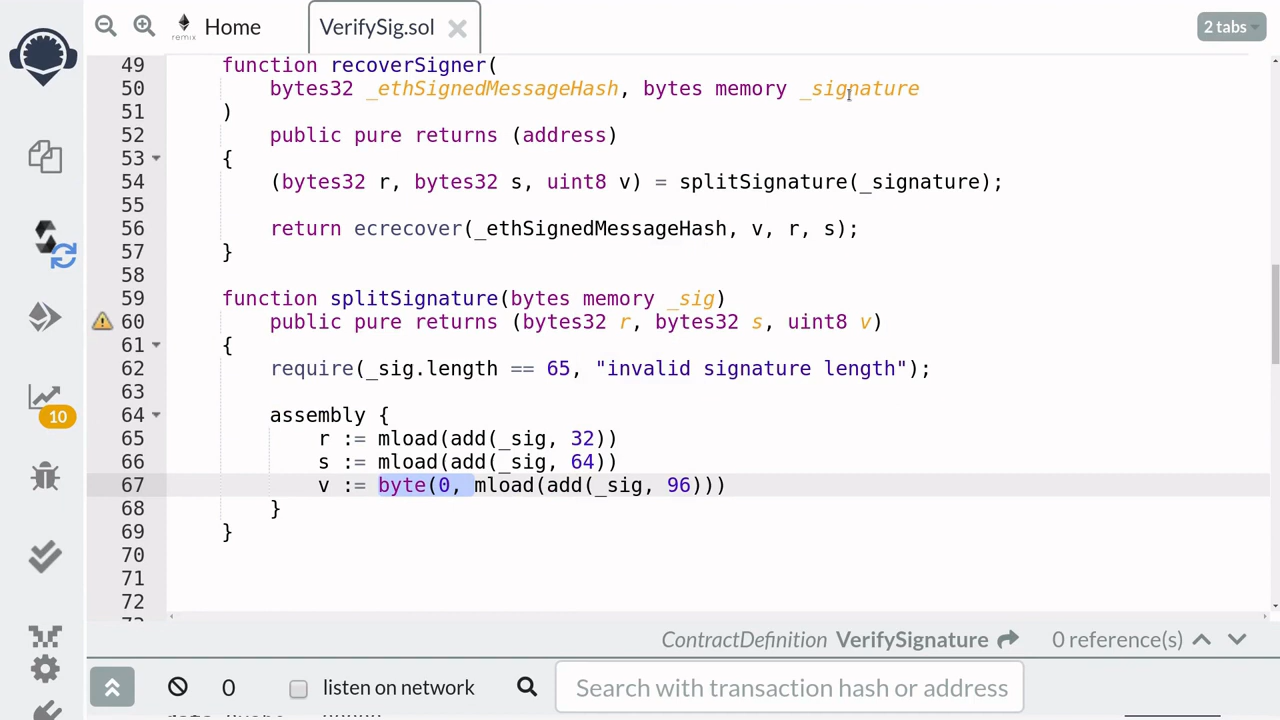 Home
VerifySig.sol
2 tabs
remix
49 function recoverSigner(
50 bytes32 _ethSignedMessageHash, bytes memory _signature
51 )
52 public pure returns (address)
53 {
54 (bytes32 r, bytes32 s, uint8 v) = splitSignature(_signature);
55
56 return ecrecover(_ethSignedMessageHash, v, r, s);
57 }
58
59 function splitSignature(bytes memory _sig)
60 public pure returns (bytes32 r, bytes32 s, uint8 v)
61 {
62 require(_sig.length == 65, "invalid signature length");
63
64 assembly {
65 r := mload(add(_sig, 32))
66 s := mload(add(_sig, 64))
67 v := byte(0, mload(add(_sig, 96)))
68 }
69 }
70
71
72
10
ContractDefinition VerifySignature 0 reference(s)
0 listen on network Search with transaction hash or address